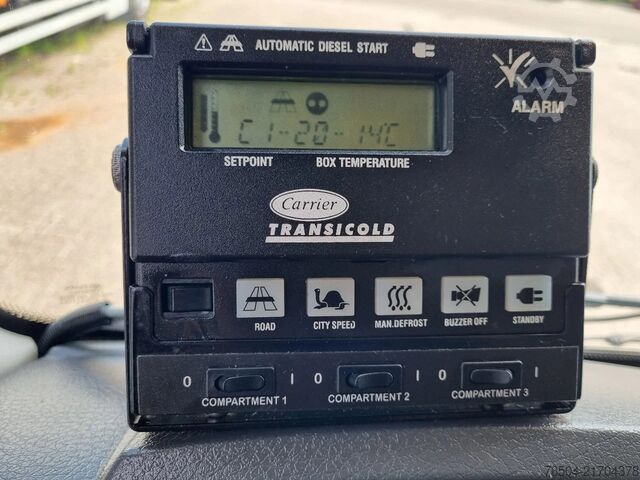 AUTOMATIC DIESEL START
ALARM
C1-20-14C
SETPOINT BOX TEMPERATURE
Carrier
TRANSICOLD
ROAD CITY SPEED MAN.DEFROST BUZZER OFF STANDBY
0 I 0 I 0 I
COMPARTMENT 1 COMPARTMENT 2 COMPARTMENT 3
70504-21704378